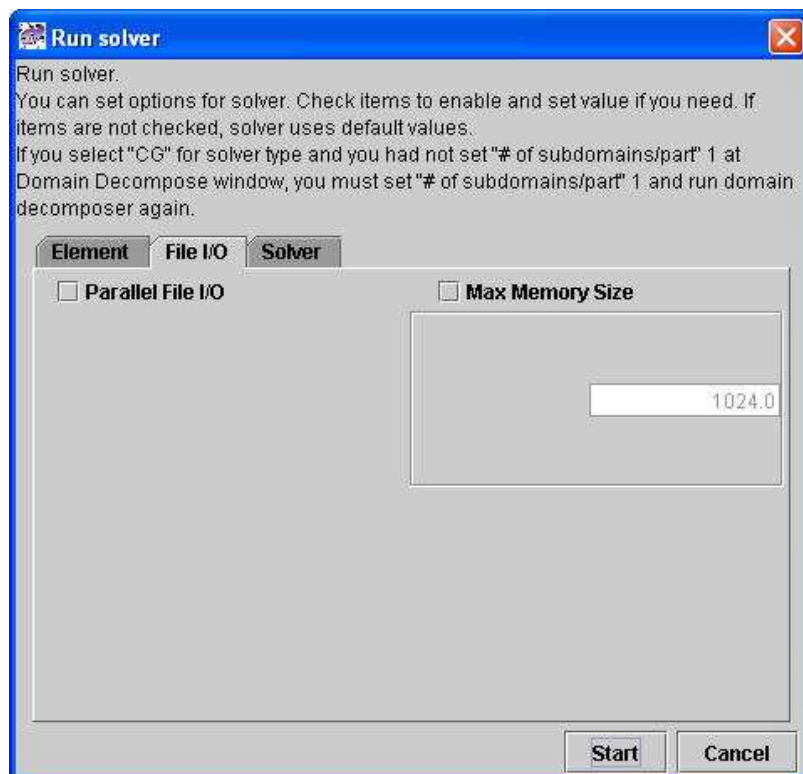 Run solver
Run solver.
You can set options for solver. Check items to enable and set value if you need. If
items are not checked, solver uses default values.
If you select "CG" for solver type and you had not set "# of subdomains/part" 1 at
Domain Decompose window, you must set "# of subdomains/part" 1 and run domain
decomposer again.
Element File I/O Solver
Parallel File I/O Max Memory Size
1024.0
Start Cancel